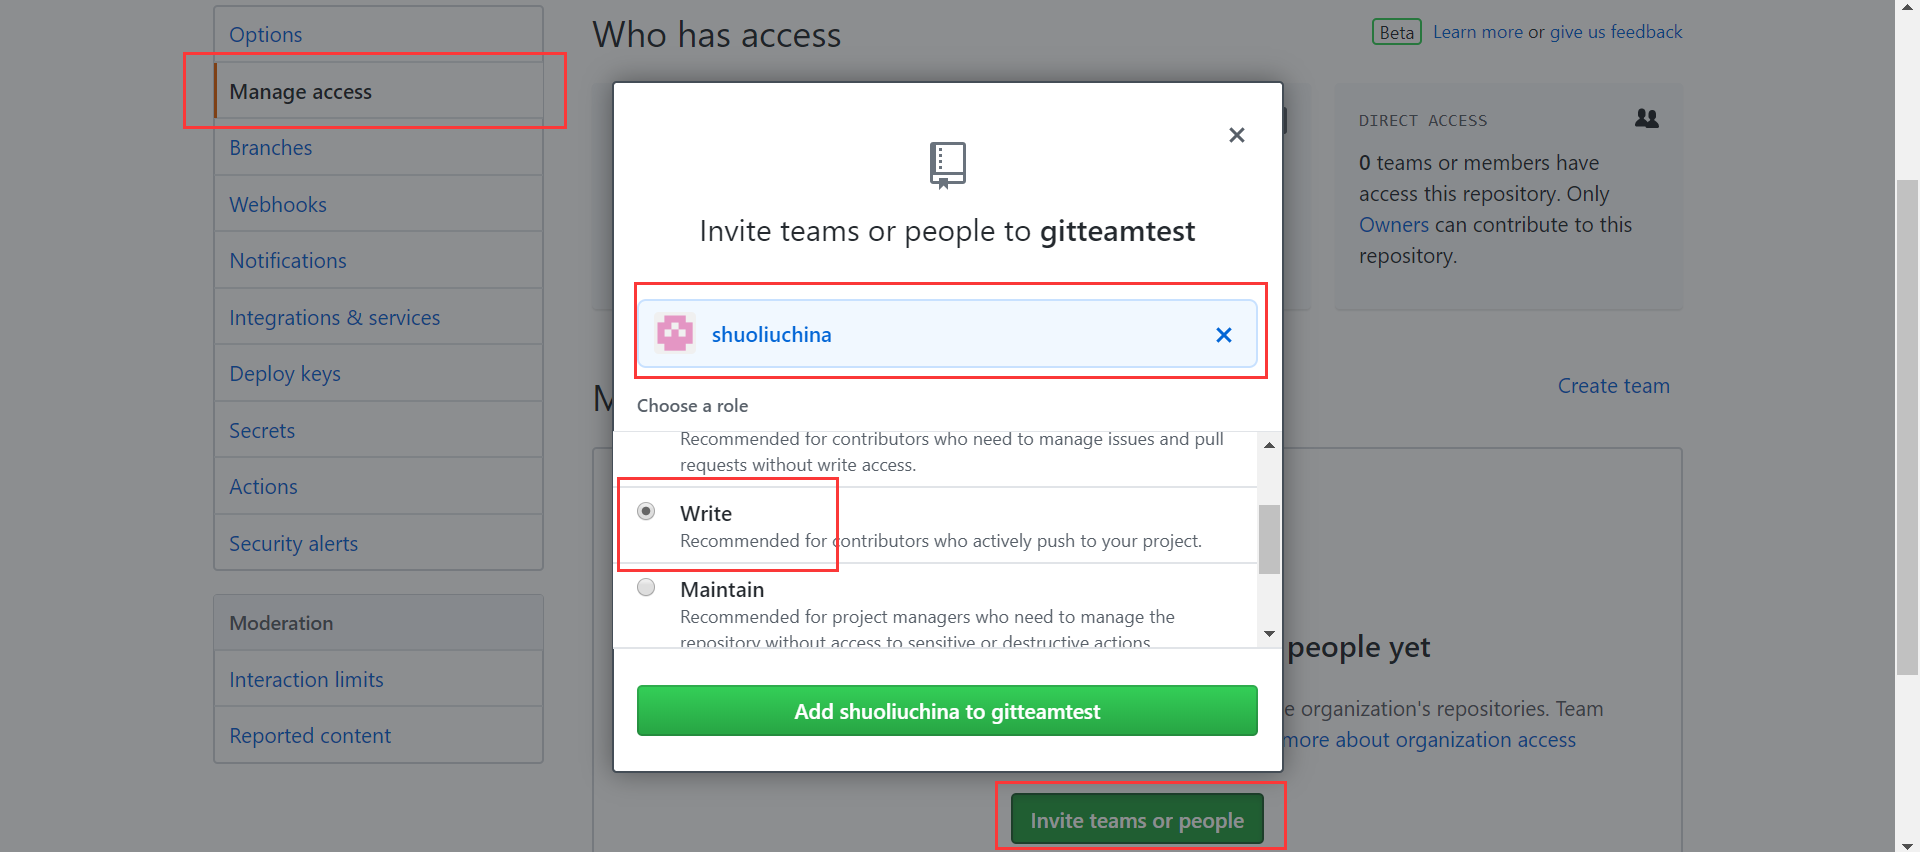 Options
Manage access
Branches
Webhooks
Notifications
Integrations & services
Deploy keys
Secrets
Actions
Security alerts
Moderation
Interaction limits
Reported content
Who has access
Beta Learn more or give us feedback
DIRECT ACCESS
0 teams or members have
access this repository. Only
Owners can contribute to this
repository.
Create team
M
Invite teams or people to gitteamtest
shuoliuchina
Choose a role
Recommended for contributors who need to manage issues and pull
requests without write access.
Write
Recommended for contributors who actively push to your project.
Maintain
Recommended for project managers who need to manage the
repository without access to sensitive or destructive actions
Add shuoliuchina to gitteamtest
people yet
e organization's repositories. Team
more about organization access
Invite teams or people